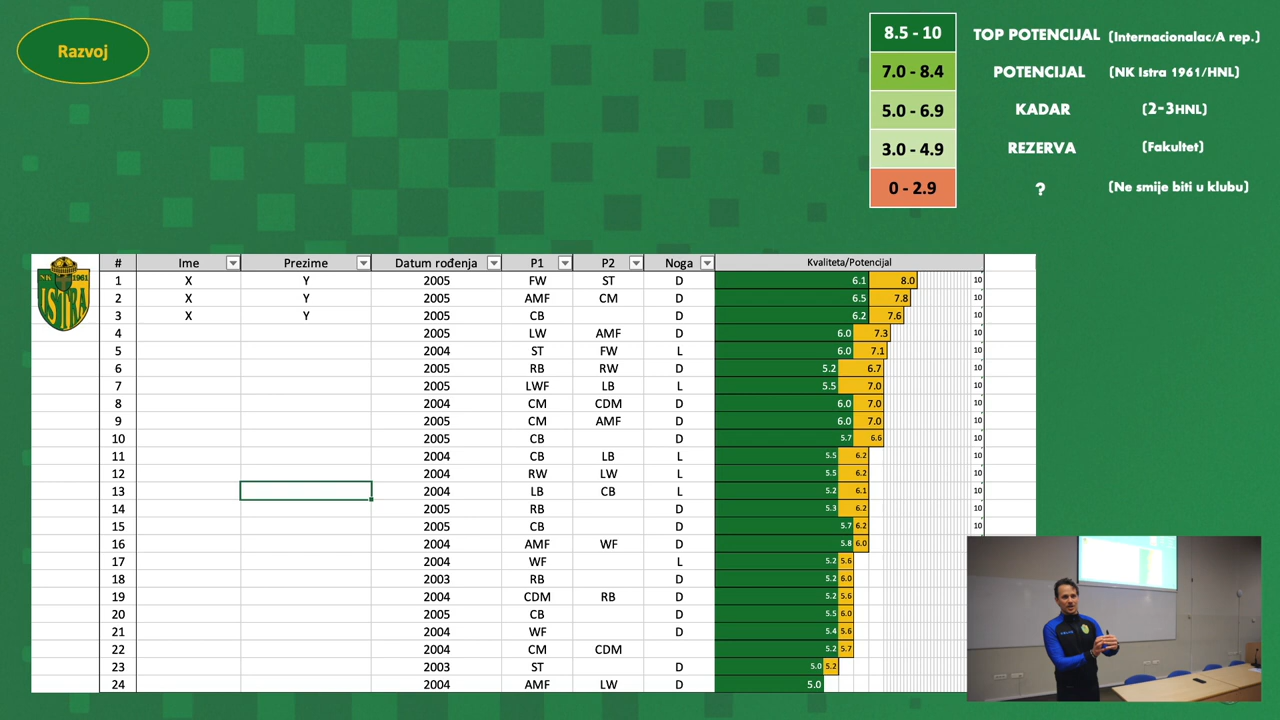 Razvoj
8.5 - 10 TOP POTENCIJAL (Internacionalac/A rep.)
7.0 - 8.4 POTENCIJAL (NK Istra 1961/HNL)
5.0 - 6.9 KADAR (2-3HNL)
3.0 - 4.9 REZERVA (Fakultet)
0 - 2.9 ? (Ne smije biti u klubu)
NK 1961
ISTRA
# Ime Prezime Datum rođenja P1 P2 Noga Kvaliteta/Potencijal
1 X Y 2005 FW ST D 6.1 8.0 10
2 X Y 2005 AMF CM D 6.5 7.8 10
3 X Y 2005 CB D 6.2 7.6 10
4 2005 LW AMF D 6.0 7.3 10
5 2004 ST FW L 6.0 7.1 10
6 2005 RB RW D 5.2 6.7 10
7 2005 LWF LB L 5.5 7.0 10
8 2004 CM CDM D 6.0 7.0 10
9 2005 CM AMF D 6.0 7.0 10
10 2005 CB D 5.7 6.6 10
11 2004 CB LB L 5.5 6.2 10
12 2004 RW LW L 5.5 6.2 10
13 2004 LB CB L 5.2 6.1 10
14 2005 RB D 5.3 6.2 10
15 2005 CB D 5.7 6.2 10
16 2004 AMF WF D 5.8 6.0
17 2004 WF L 5.2 5.6
18 2003 RB D 5.2 6.0
19 2004 CDM RB D 5.2 5.6
20 2005 CB D 5.5 6.0
21 2004 WF D 5.4 5.6
22 2004 CM CDM 5.2 5.7
23 2003 ST D 5.0 5.2
24 2004 AMF LW D 5.0